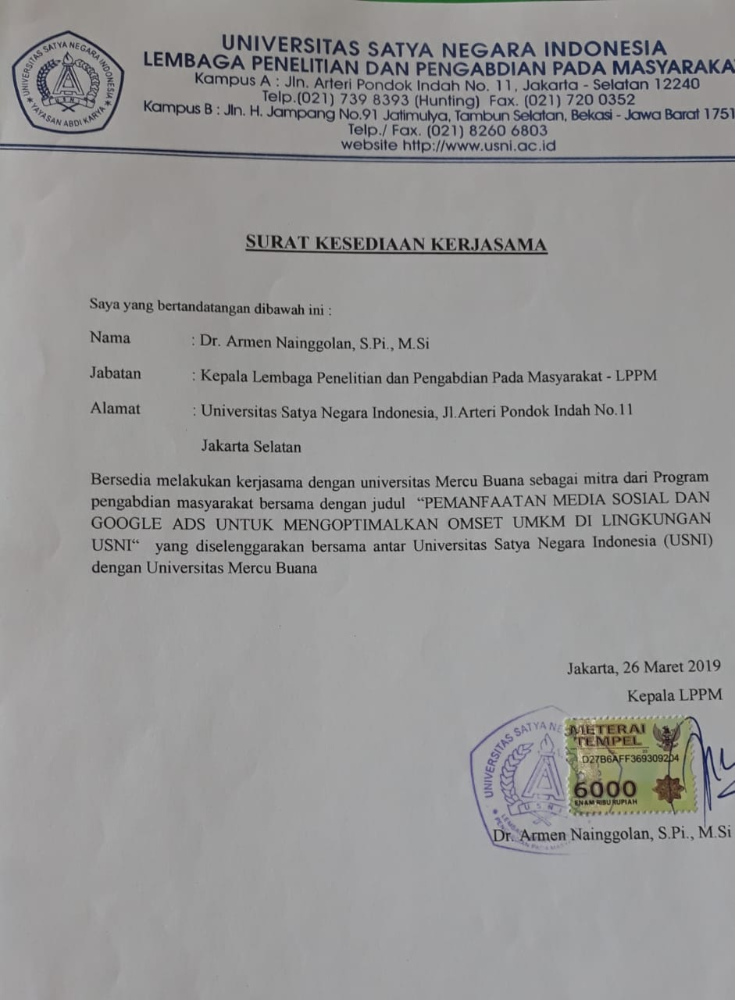 UNIVERSITAS SATYA NEGARA INDONESIA
YAYASAN ABDI KARYA
USNI
UNIVERSITAS SATYA NEGARA INDONESIA
LEMBAGA PENELITIAN DAN PENGABDIAN PADA MASYARAKA
Kampus A : Jln. Arteri Pondok Indah No. 11, Jakarta - Selatan 12240
Telp.(021) 739 8393 (Hunting) Fax. (021) 720 0352
Kampus B : Jln. H. Jampang No.91 Jatimulya, Tambun Selatan, Bekasi - Jawa Barat 1751
Telp./ Fax. (021) 8260 6803
website http://www.usni.ac.id
SURAT KESEDIAAN KERJASAMA
Saya yang bertandatangan dibawah ini :
Nama : Dr. Armen Nainggolan, S.Pi., M.Si
Jabatan : Kepala Lembaga Penelitian dan Pengabdian Pada Masyarakat - LPPM
Alamat : Universitas Satya Negara Indonesia, Jl.Arteri Pondok Indah No.11
Jakarta Selatan
Bersedia melakukan kerjasama dengan universitas Mercu Buana sebagai mitra dari Program
pengabdian masyarakat bersama dengan judul “PEMANFAATAN MEDIA SOSIAL DAN
GOOGLE ADS UNTUK MENGOPTIMALKAN OMSET UMKM DI LINGKUNGAN
USNI“ yang diselenggarakan bersama antar Universitas Satya Negara Indonesia (USNI)
dengan Universitas Mercu Buana
Jakarta, 26 Maret 2019
Kepala LPPM
UNIVERSITAS SATYA NE
USNI
METERAI
TEMPEL
D27B6AFF369309204
6000
ENAM RIBU RUPIAH
Dr. Armen Nainggolan, S.Pi., M.Si